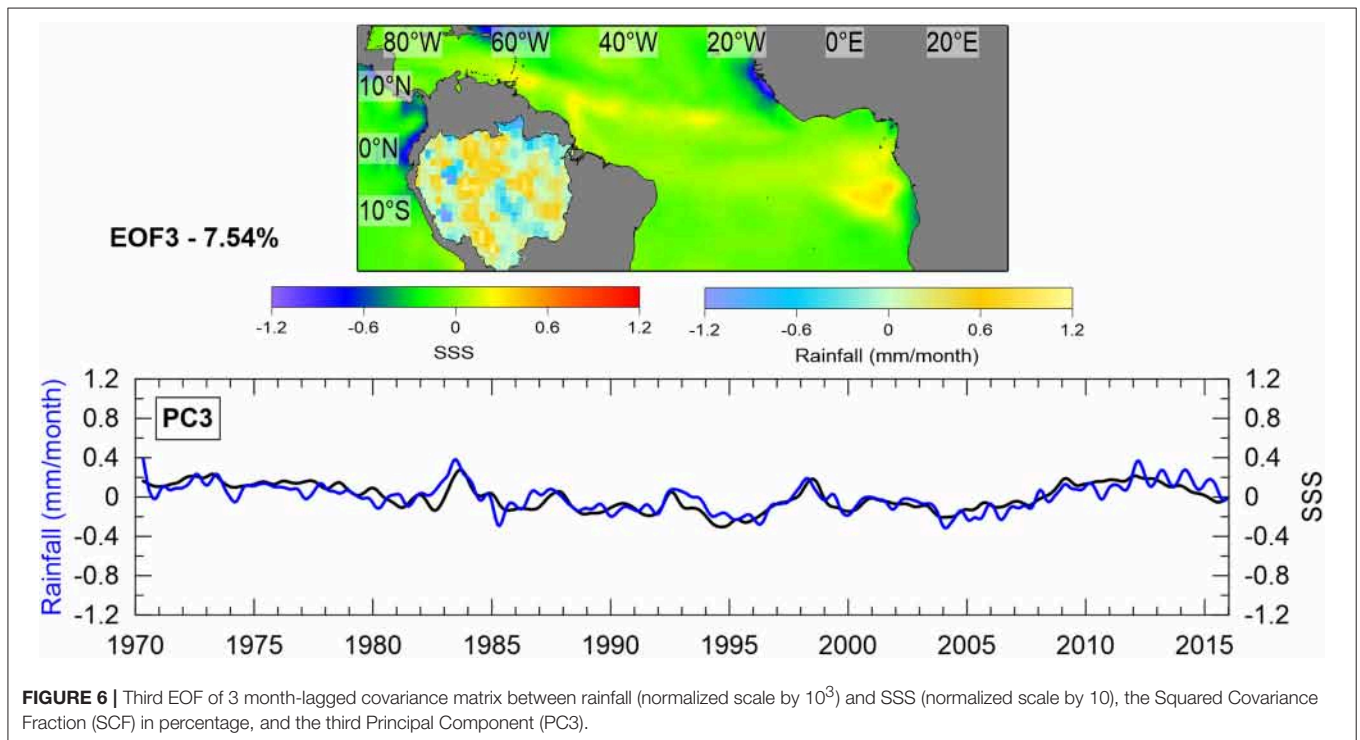 80°W 60°W 40°W 20°W 0°E 20°E
10°N
0°N
10°S
EOF3 - 7.54%
-1.2 -0.6 0 0.6 1.2
SSS
-1.2 -0.6 0 0.6 1.2
Rainfall (mm/month)
Rainfall (mm/month)
1.2
0.8
0.4
0
-0.4
-0.8
-1.2
PC3
1.2
0.8
0.4
0
-0.4
-0.8
-1.2
SSS
1970 1975 1980 1985 1990 1995 2000 2005 2010 2015
FIGURE 6 | Third EOF of 3 month-lagged covariance matrix between rainfall (normalized scale by 10³) and SSS (normalized scale by 10), the Squared Covariance
Fraction (SCF) in percentage, and the third Principal Component (PC3).